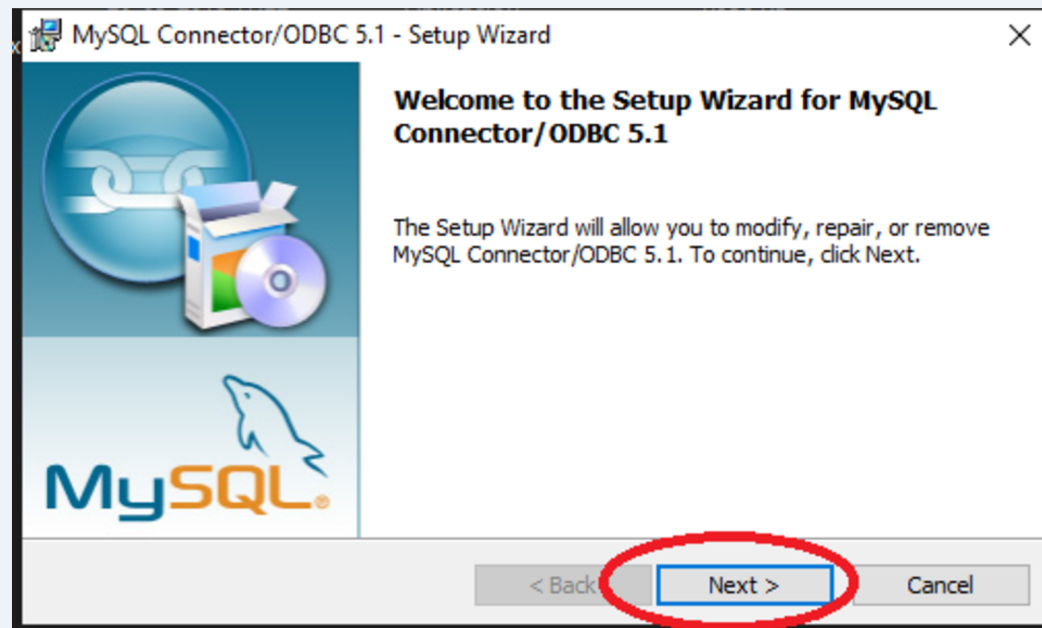 MySQL Connector/ODBC 5.1 - Setup Wizard
Welcome to the Setup Wizard for MySQL
Connector/ODBC 5.1
The Setup Wizard will allow you to modify, repair, or remove
MySQL Connector/ODBC 5.1. To continue, click Next.
MySQL®
< Back
Next >
Cancel